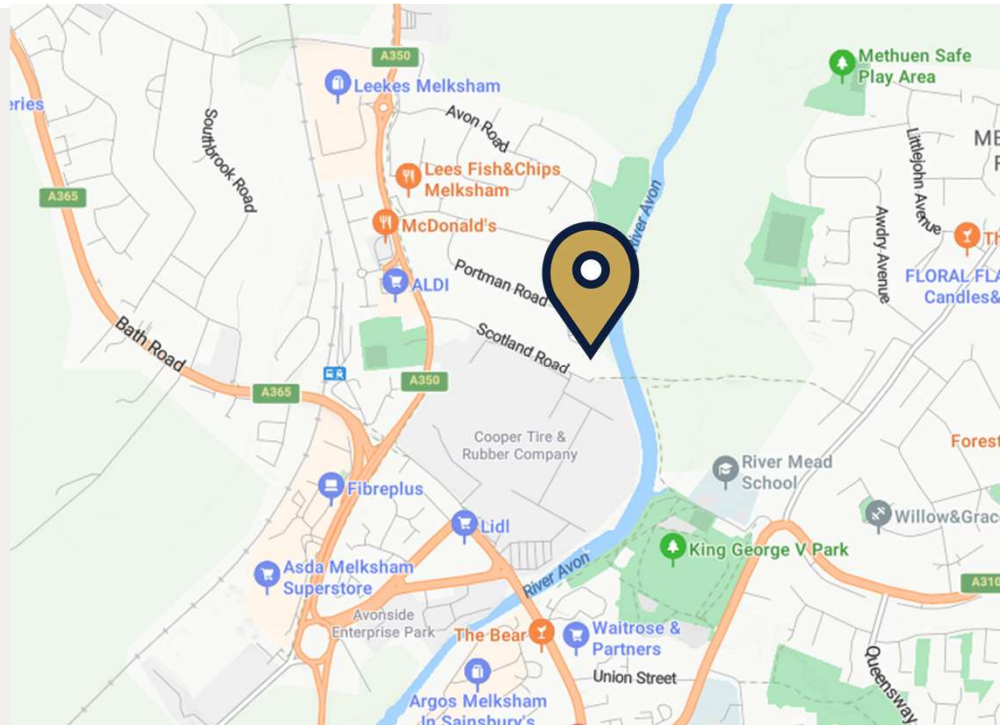 A350
Leekes Melksham
eries
Southbrook Road
Avon Road
Methuen Safe
Play Area
Littlejohn Avenue
A365
Lees Fish&Chips
Melksham
McDonald's
River Avon
Awdry Avenue
ALDI
Portman Road
FLORAL FLA
Candles&
Bath Road
Scotland Road
A365
A350
Cooper Tire &
Rubber Company
Forest
River Mead
School
Fibreplus
Lidl
Willow&Grac
King George V Park
Asda Melksham
Superstore
River Avon
A310
Avonside
Enterprise Park
The Bear
Waitrose &
Partners
Union Street
Queensway
Argos Melksham
In Sainsbury's